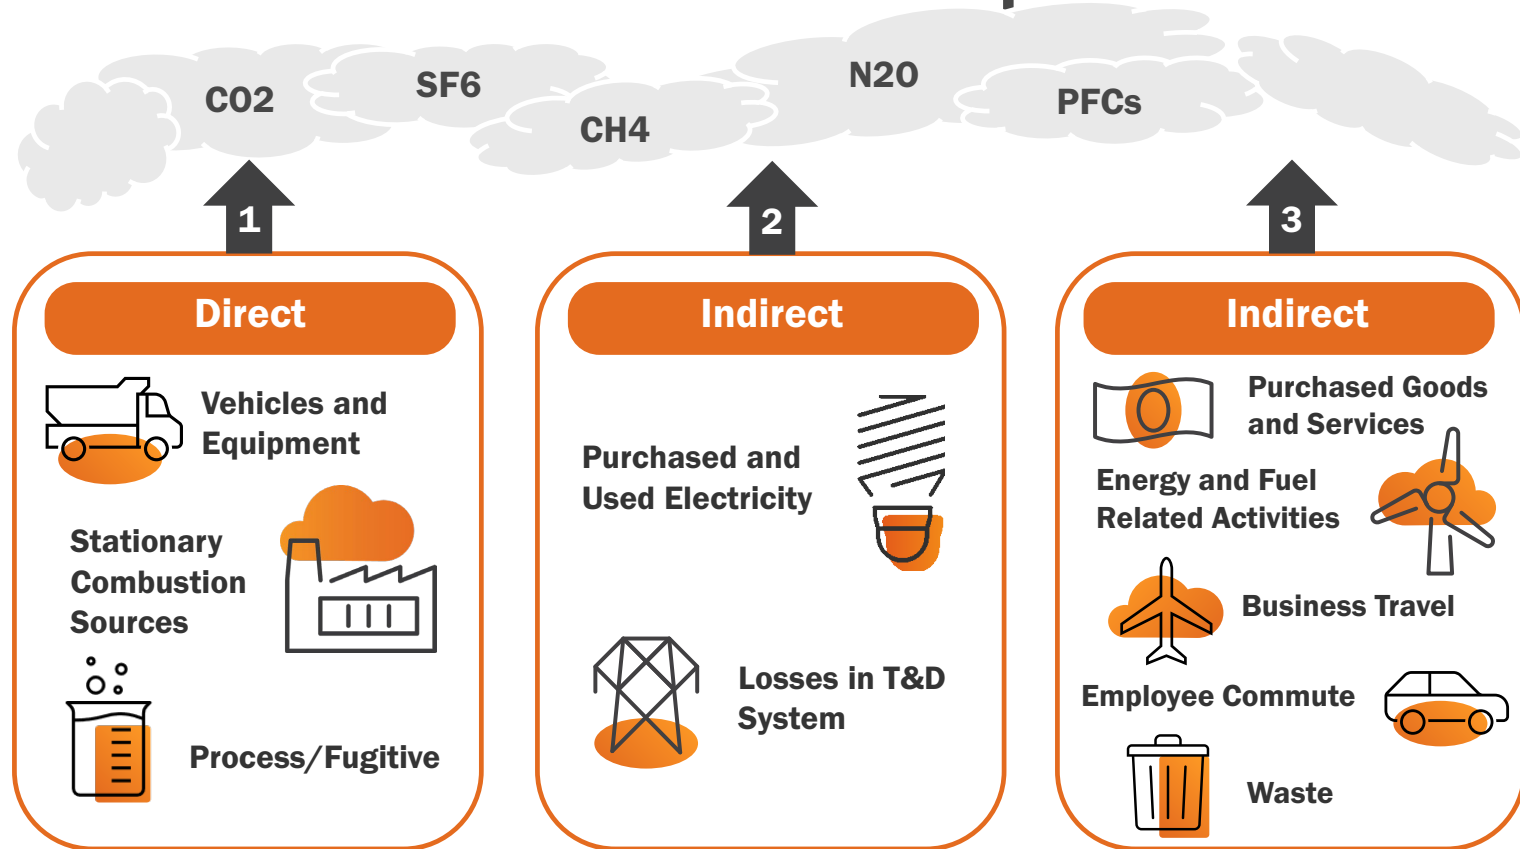 CO2
SF6
CH4
N2O
PFCs
1
2
3
Direct
Vehicles and
Equipment
Stationary
Combustion
Sources
Process/Fugitive
Indirect
Purchased and
Used Electricity
Losses in T&D
System
Indirect
Purchased Goods
and Services
Energy and Fuel
Related Activities
Business Travel
Employee Commute
Waste